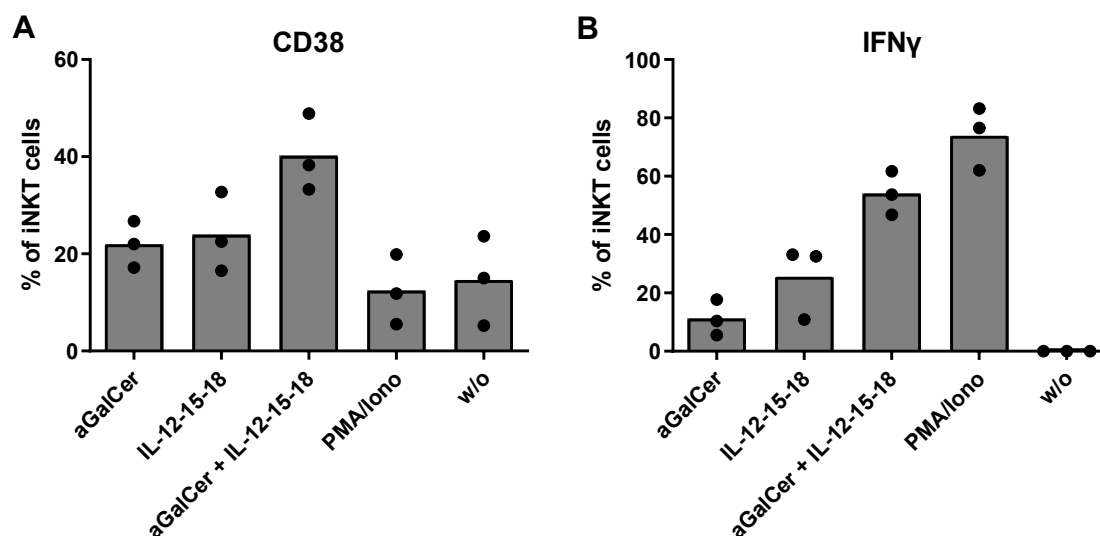 A
CD38
% of iNKT cells
60
40
20
0
aGalCer
IL-12-15-18
aGalCer + IL-12-15-18
PMA/Iono
w/o
B
IFNγ
% of iNKT cells
100
80
60
40
20
0
aGalCer
IL-12-15-18
aGalCer + IL-12-15-18
PMA/Iono
w/o